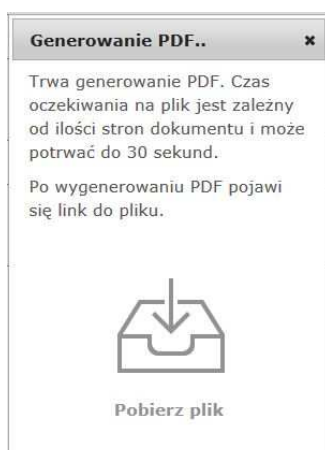 Generowanie PDF..
Trwa generowanie PDF. Czas
oczekiwania na plik jest zależny
od ilości stron dokumentu i może
potrwać do 30 sekund.
Po wygenerowaniu PDF pojawi
się link do pliku.
Pobierz plik